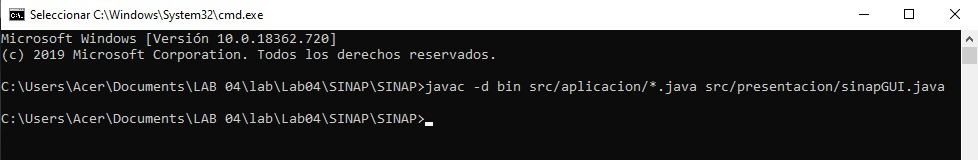 Seleccionar C:\Windows\System32\cmd.exe
Microsoft Windows [Versión 10.0.18362.720]
(c) 2019 Microsoft Corporation. Todos los derechos reservados.
C:\Users\Acer\Documents\LAB 04\lab\Lab04\SINAP\SINAP>javac -d bin src/aplicacion/*.java src/presentacion/sinapGUI.java
C:\Users\Acer\Documents\LAB 04\lab\Lab04\SINAP\SINAP>